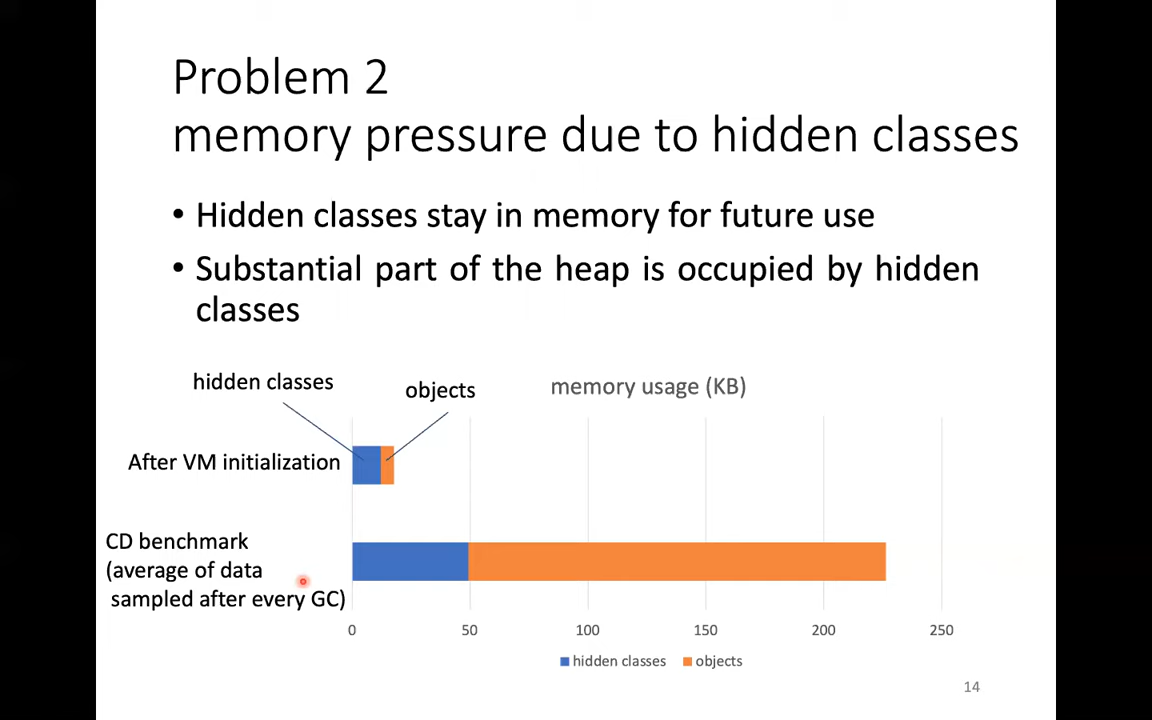 Problem 2
memory pressure due to hidden classes
• Hidden classes stay in memory for future use
• Substantial part of the heap is occupied by hidden
classes
hidden classes
objects
memory usage (KB)
After VM initialization
CD benchmark
(average of data
sampled after every GC)
0 50 100 150 200 250
hidden classes objects
14